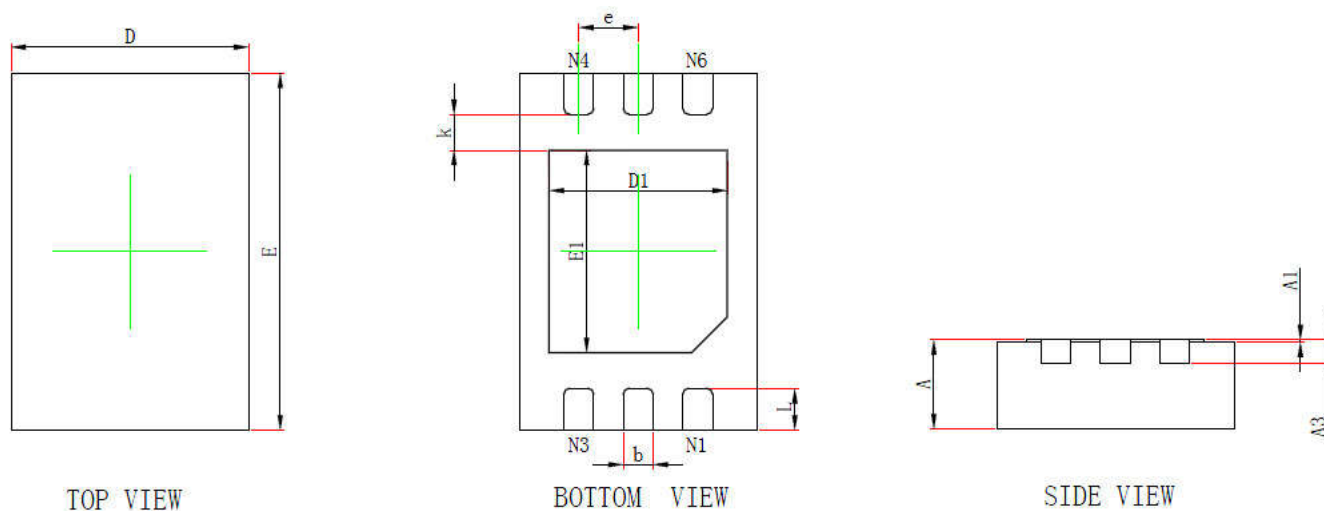 D
E
TOP VIEW
e
N4
N6
k
D1
E1
L
N3
b
N1
BOTTOM VIEW
A
A1
A3
SIDE VIEW